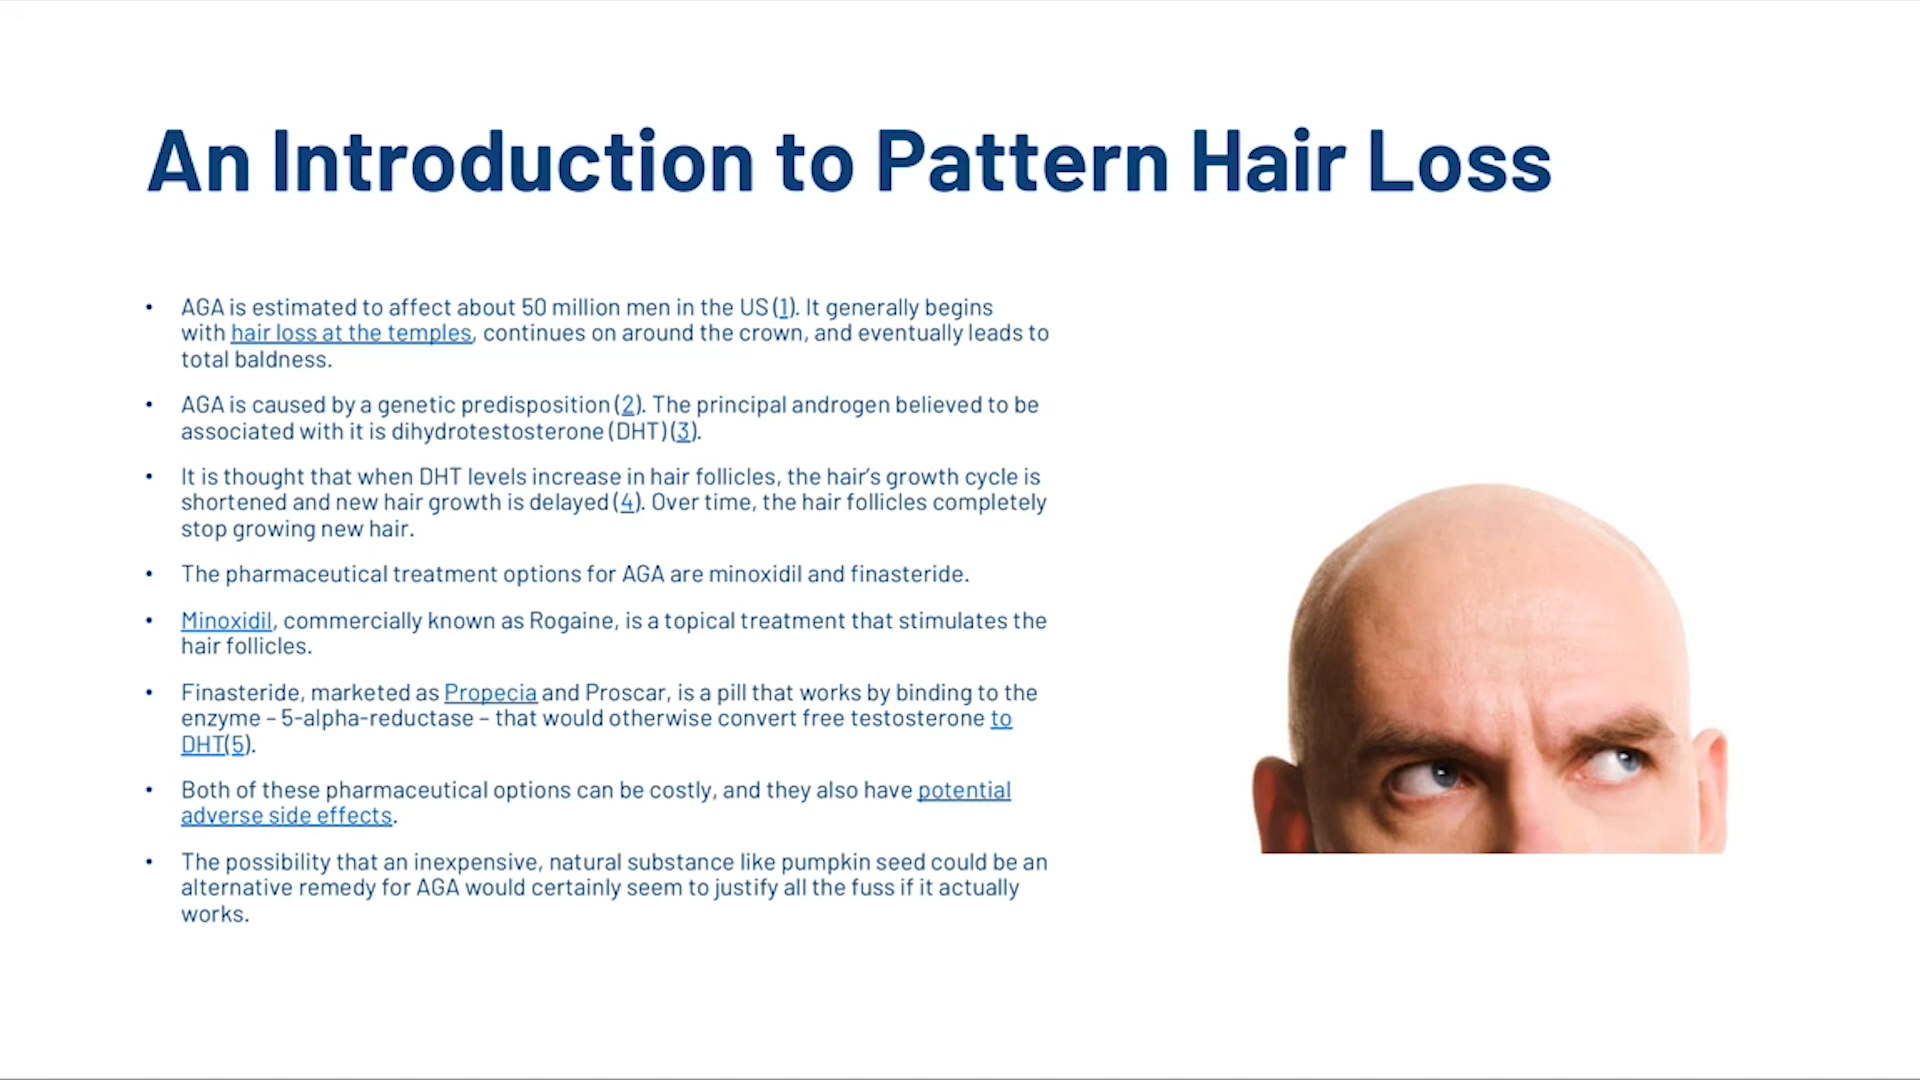 An Introduction to Pattern Hair Loss
• AGA is estimated to affect about 50 million men in the US (1). It generally begins
with hair loss at the temples, continues on around the crown, and eventually leads to
total baldness.
• AGA is caused by a genetic predisposition (2). The principal androgen believed to be
associated with it is dihydrotestosterone (DHT) (3).
• It is thought that when DHT levels increase in hair follicles, the hair’s growth cycle is
shortened and new hair growth is delayed (4). Over time, the hair follicles completely
stop growing new hair.
• The pharmaceutical treatment options for AGA are minoxidil and finasteride.
• Minoxidil, commercially known as Rogaine, is a topical treatment that stimulates the
hair follicles.
• Finasteride, marketed as Propecia and Proscar, is a pill that works by binding to the
enzyme – 5-alpha-reductase – that would otherwise convert free testosterone to
DHT(5).
• Both of these pharmaceutical options can be costly, and they also have potential
adverse side effects.
• The possibility that an inexpensive, natural substance like pumpkin seed could be an
alternative remedy for AGA would certainly seem to justify all the fuss if it actually
works.